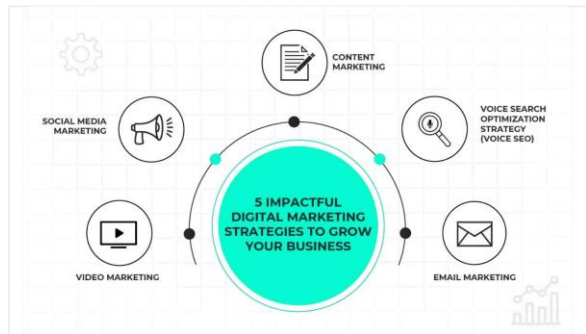 CONTENT
MARKETING
SOCIAL MEDIA
MARKETING
VOICE SEARCH
OPTIMIZATION
STRATEGY
(VOICE SEO)
5 IMPACTFUL
DIGITAL MARKETING
STRATEGIES TO GROW
YOUR BUSINESS
VIDEO MARKETING
EMAIL MARKETING